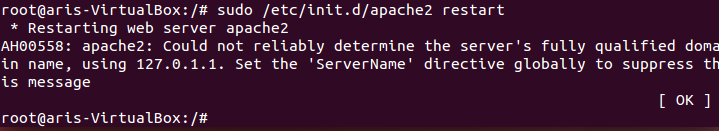 root@aris-VirtualBox:/# sudo /etc/init.d/apache2 restart
 * Restarting web server apache2
AH00558: apache2: Could not reliably determine the server's fully qualified doma
in name, using 127.0.1.1. Set the 'ServerName' directive globally to suppress th
is message
[ OK ]
root@aris-VirtualBox:/#